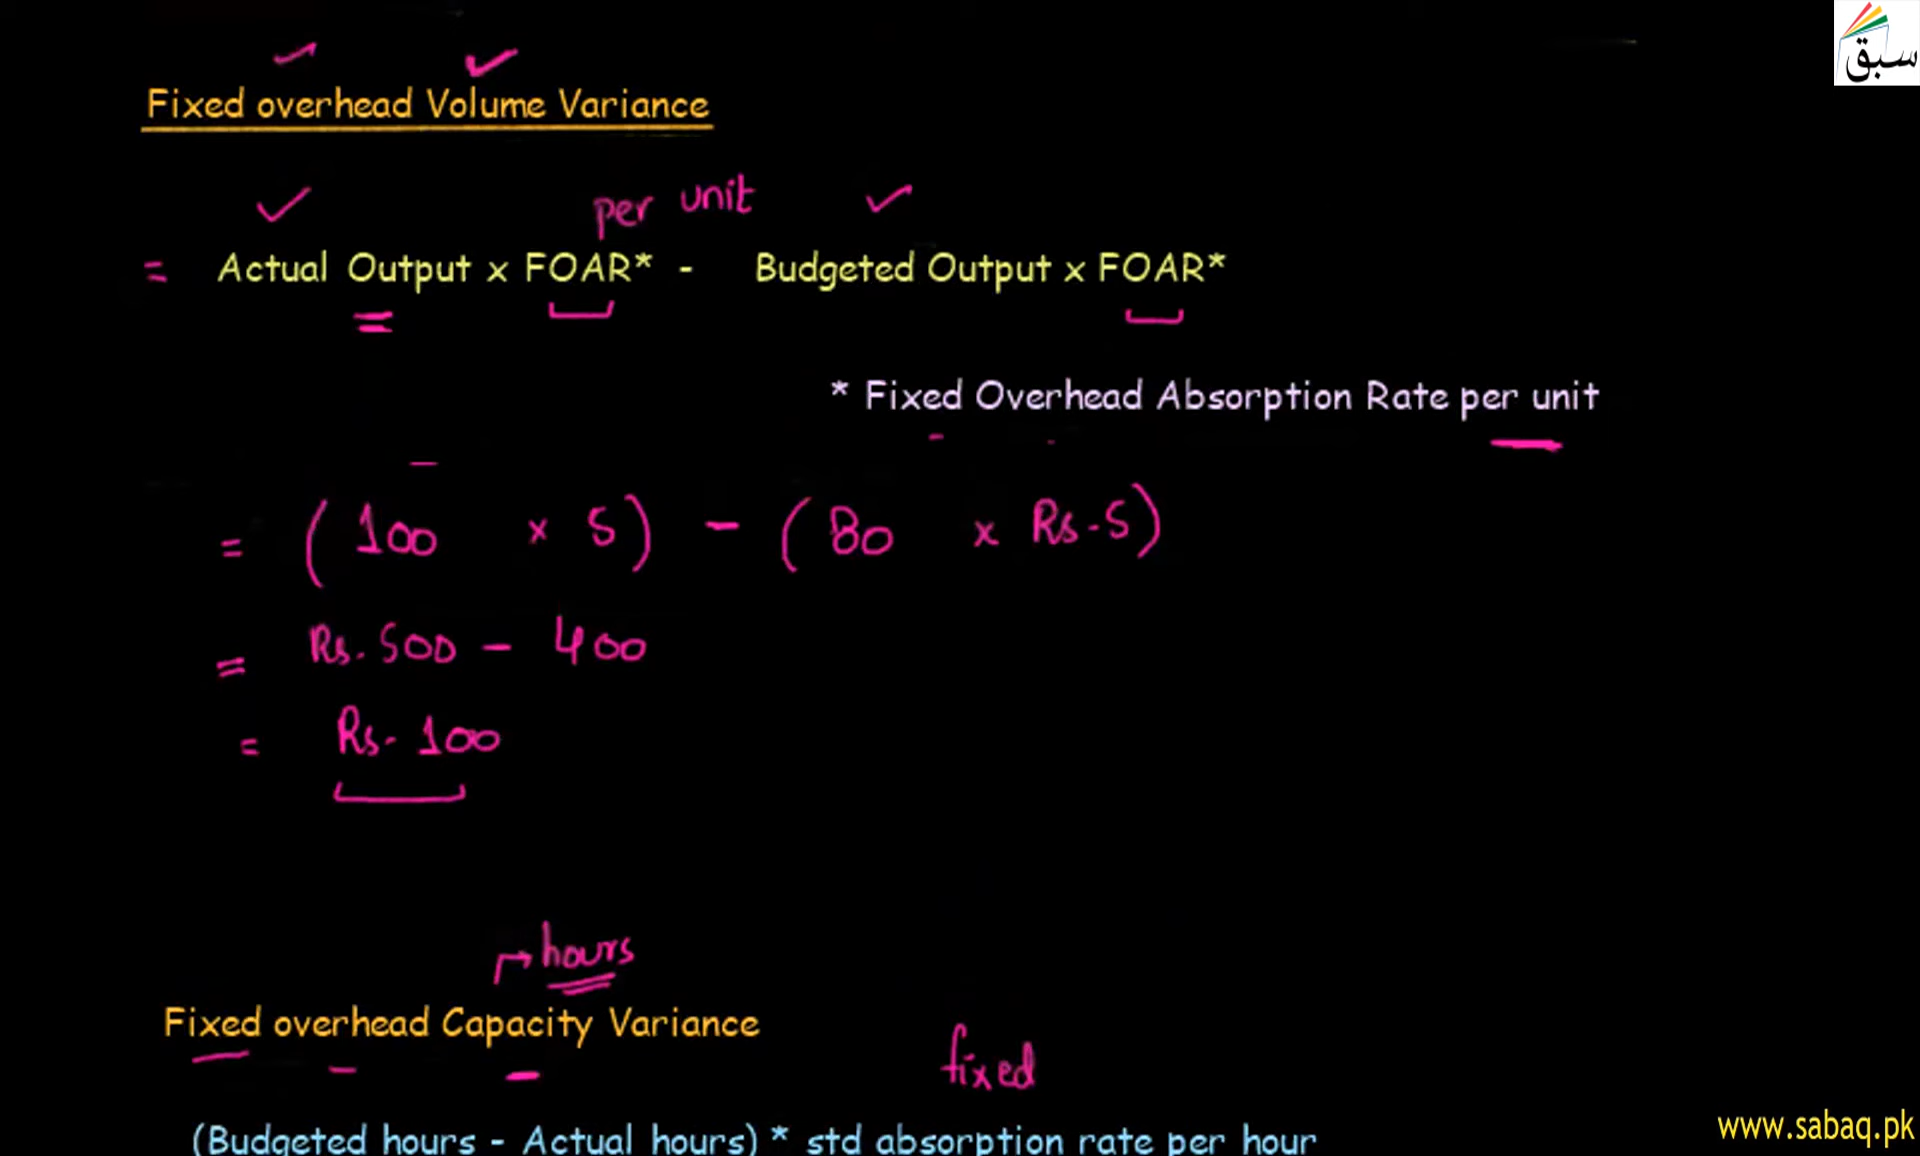 سبق
Fixed overhead Volume Variance
per unit
= Actual Output x FOAR* - Budgeted Output x FOAR*
* Fixed Overhead Absorption Rate per unit
= (100 x 5) - (80 x Rs.5)
= Rs.500 - 400
= Rs.100
hours
Fixed overhead Capacity Variance
fixed
(Budgeted hours - Actual hours) * std absorption rate per hour
www.sabaq.pk